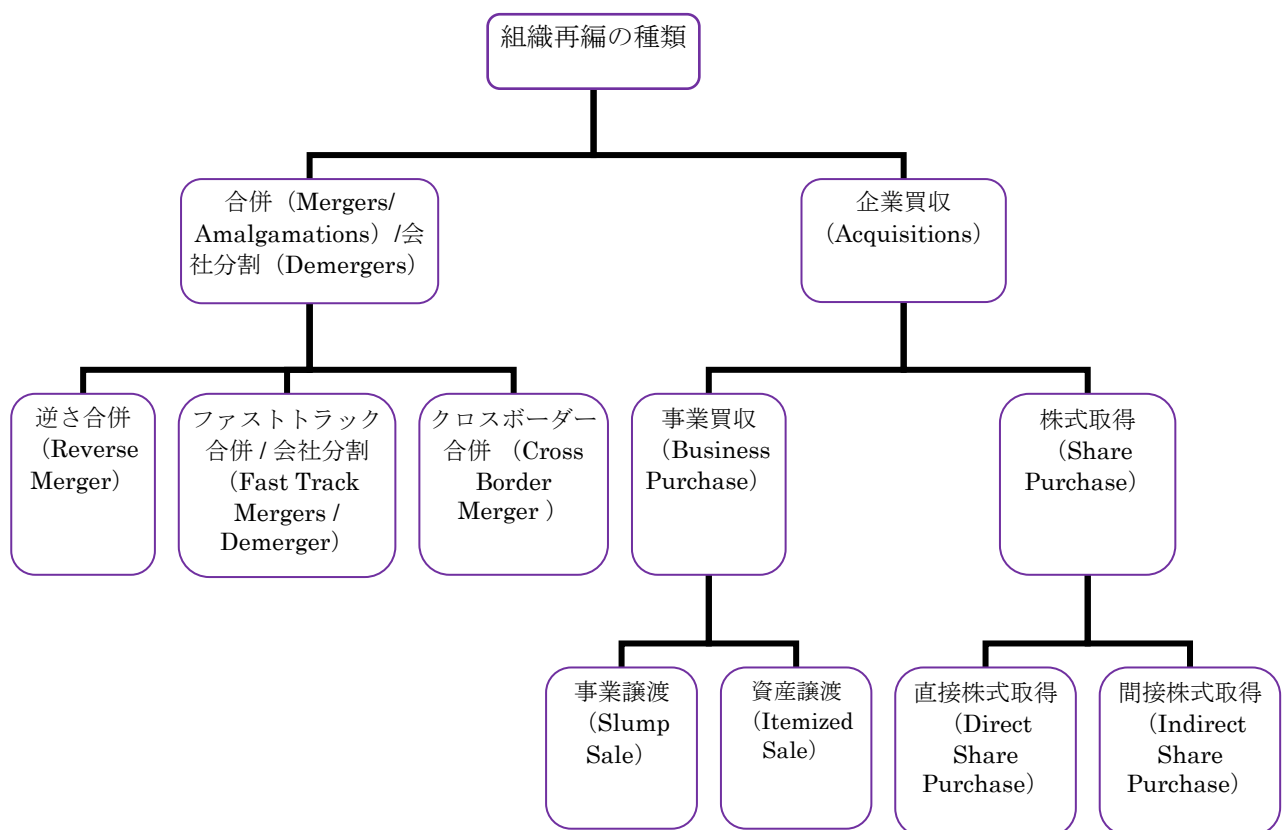 組織再編の種類
合併（Mergers/
Amalgamations）/会
社分割（Demergers）
企業買収
（Acquisitions）
逆さ合併
（Reverse
Merger）
ファストトラック
合併 / 会社分割
（Fast Track
Mergers /
Demerger）
クロスボーダー
合併 （Cross
Border
Merger ）
事業買収
（Business
Purchase）
株式取得
（Share
Purchase）
事業譲渡
（Slump
Sale）
資産譲渡
（Itemized
Sale）
直接株式取得
（Direct
Share
Purchase）
間接株式取得
（Indirect
Share
Purchase）